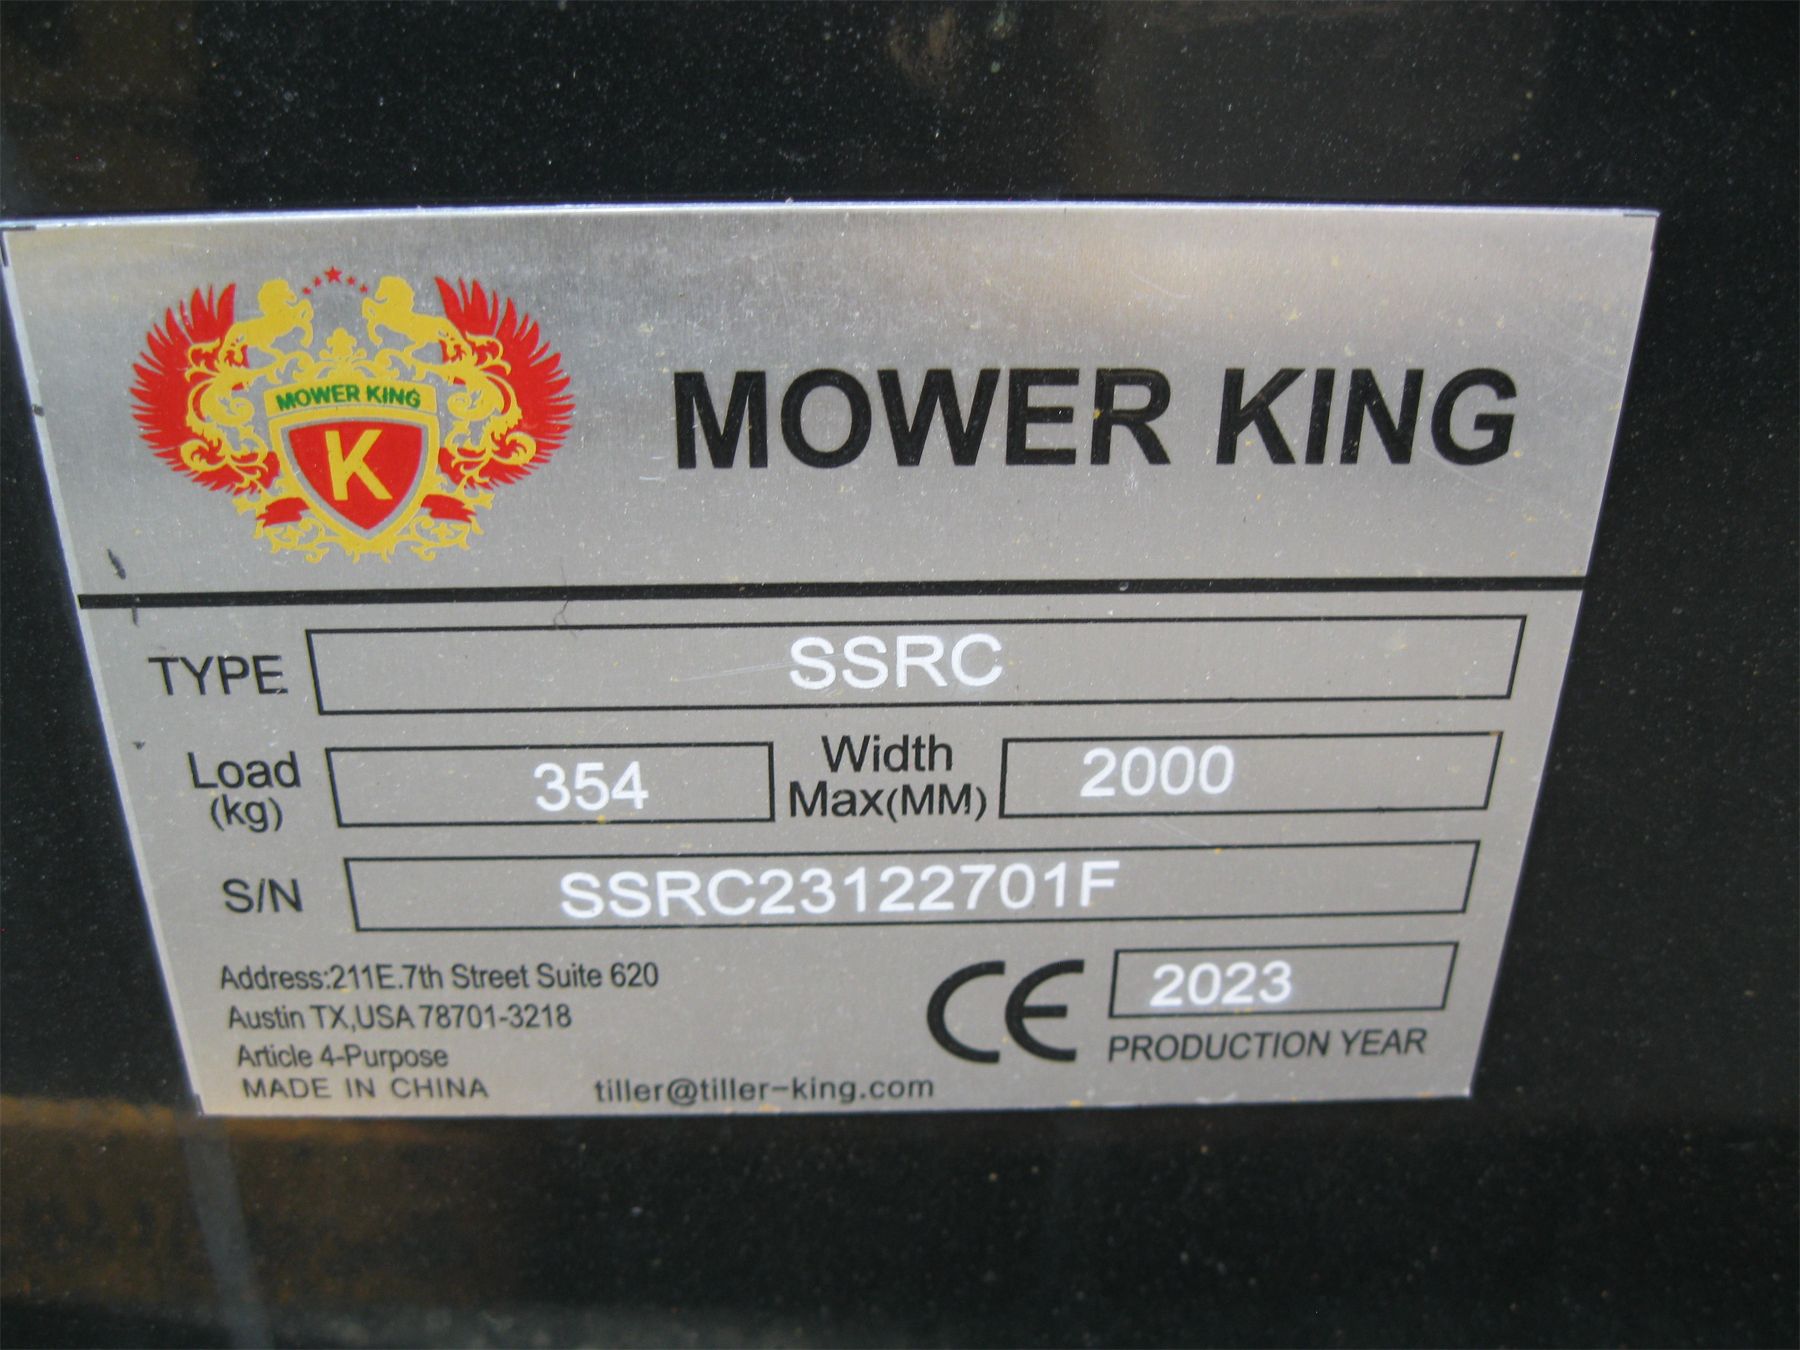 MOWER KING
K
MOWER KING
TYPE SSRC
Load (kg) 354 Width Max(MM) 2000
S/N SSRC23122701F
Address:211E.7th Street Suite 620
Austin TX,USA 78701-3218
Article 4-Purpose
MADE IN CHINA
tiller@tiller-king.com
CE 2023
PRODUCTION YEAR